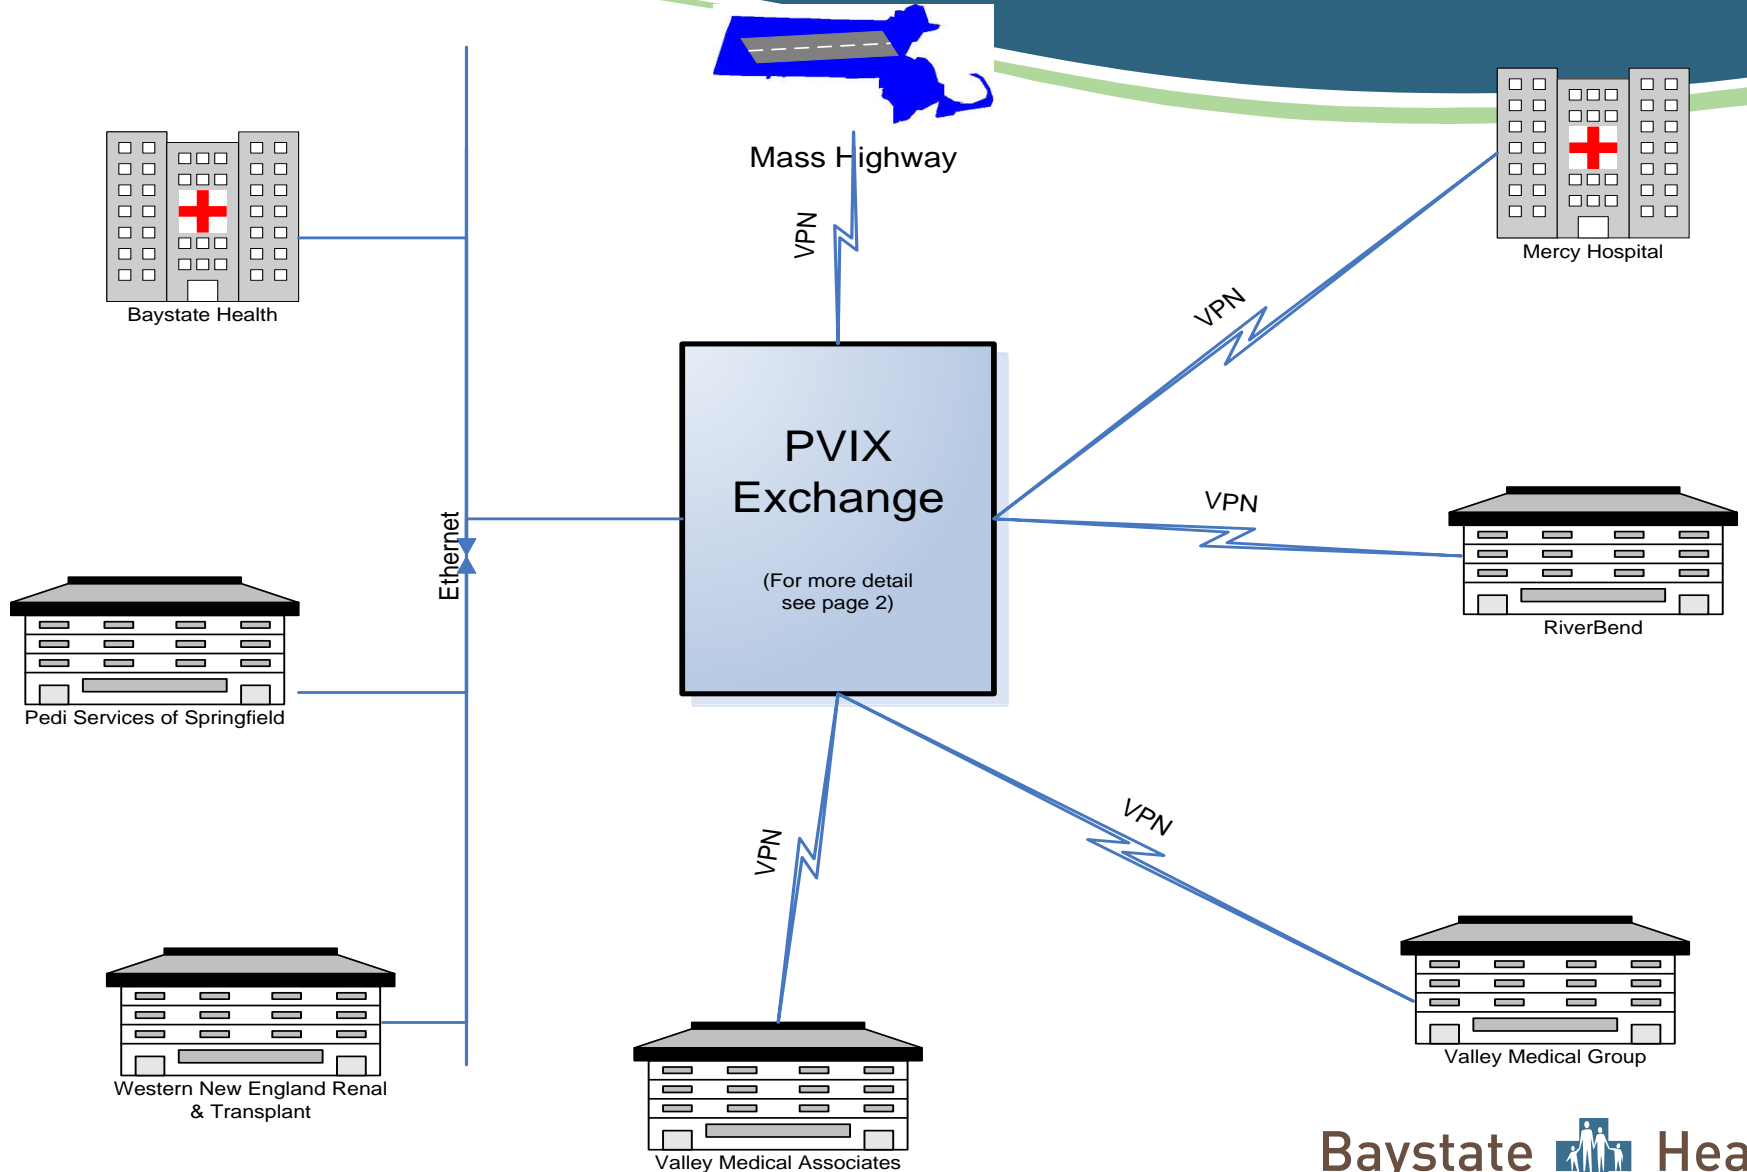 Mass Highway
VPN
Baystate Health
Mercy Hospital
VPN
PVIX
Exchange
(For more detail
see page 2)
VPN
Ethernet
RiverBend
Pedi Services of Springfield
VPN
VPN
Western New England Renal
& Transplant
Valley Medical Group
Valley Medical Associates
Baystate Hea